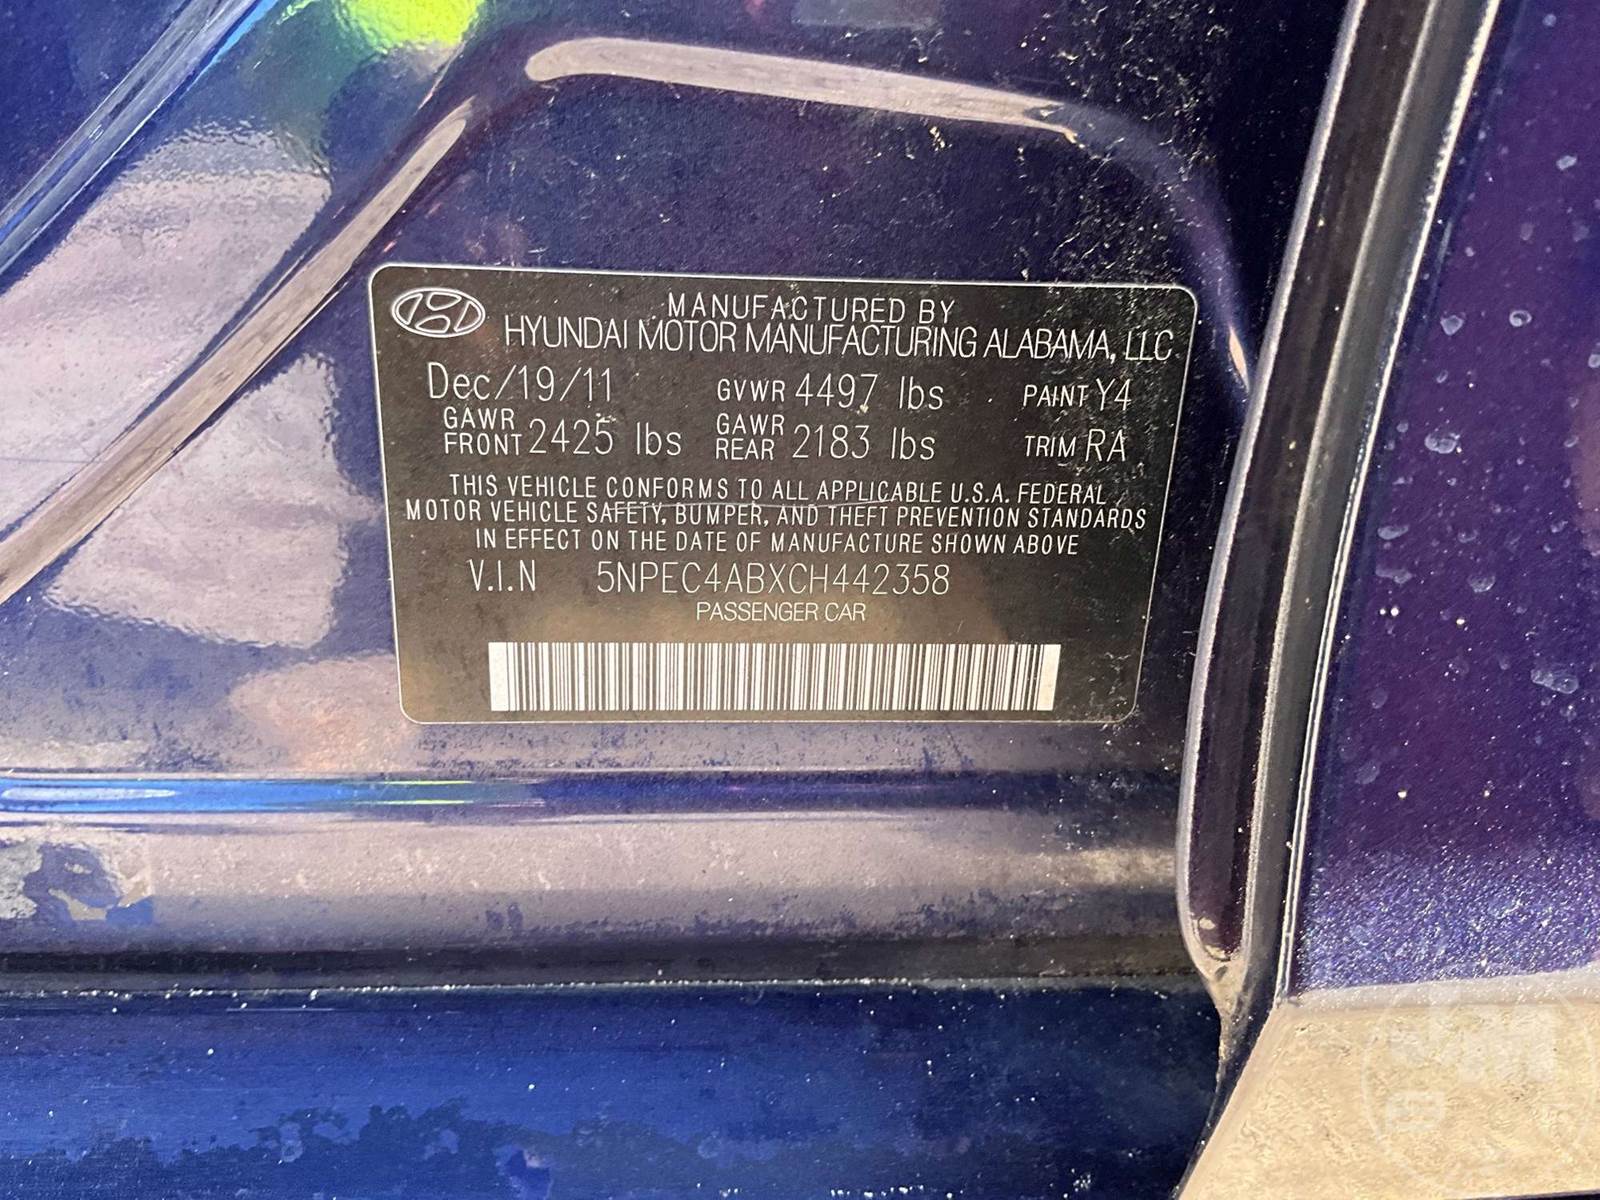 MANUFACTURED BY
HYUNDAI MOTOR MANUFACTURING ALABAMA, LLC
Dec/19/11 GVWR 4497 lbs PAINT Y4
GAWR FRONT 2425 lbs GAWR REAR 2183 lbs TRIM RA
THIS VEHICLE CONFORMS TO ALL APPLICABLE U.S.A. FEDERAL
MOTOR VEHICLE SAFETY, BUMPER, AND THEFT PREVENTION STANDARDS
IN EFFECT ON THE DATE OF MANUFACTURE SHOWN ABOVE
V.I.N 5NPEC4ABXCH442358
PASSENGER CAR